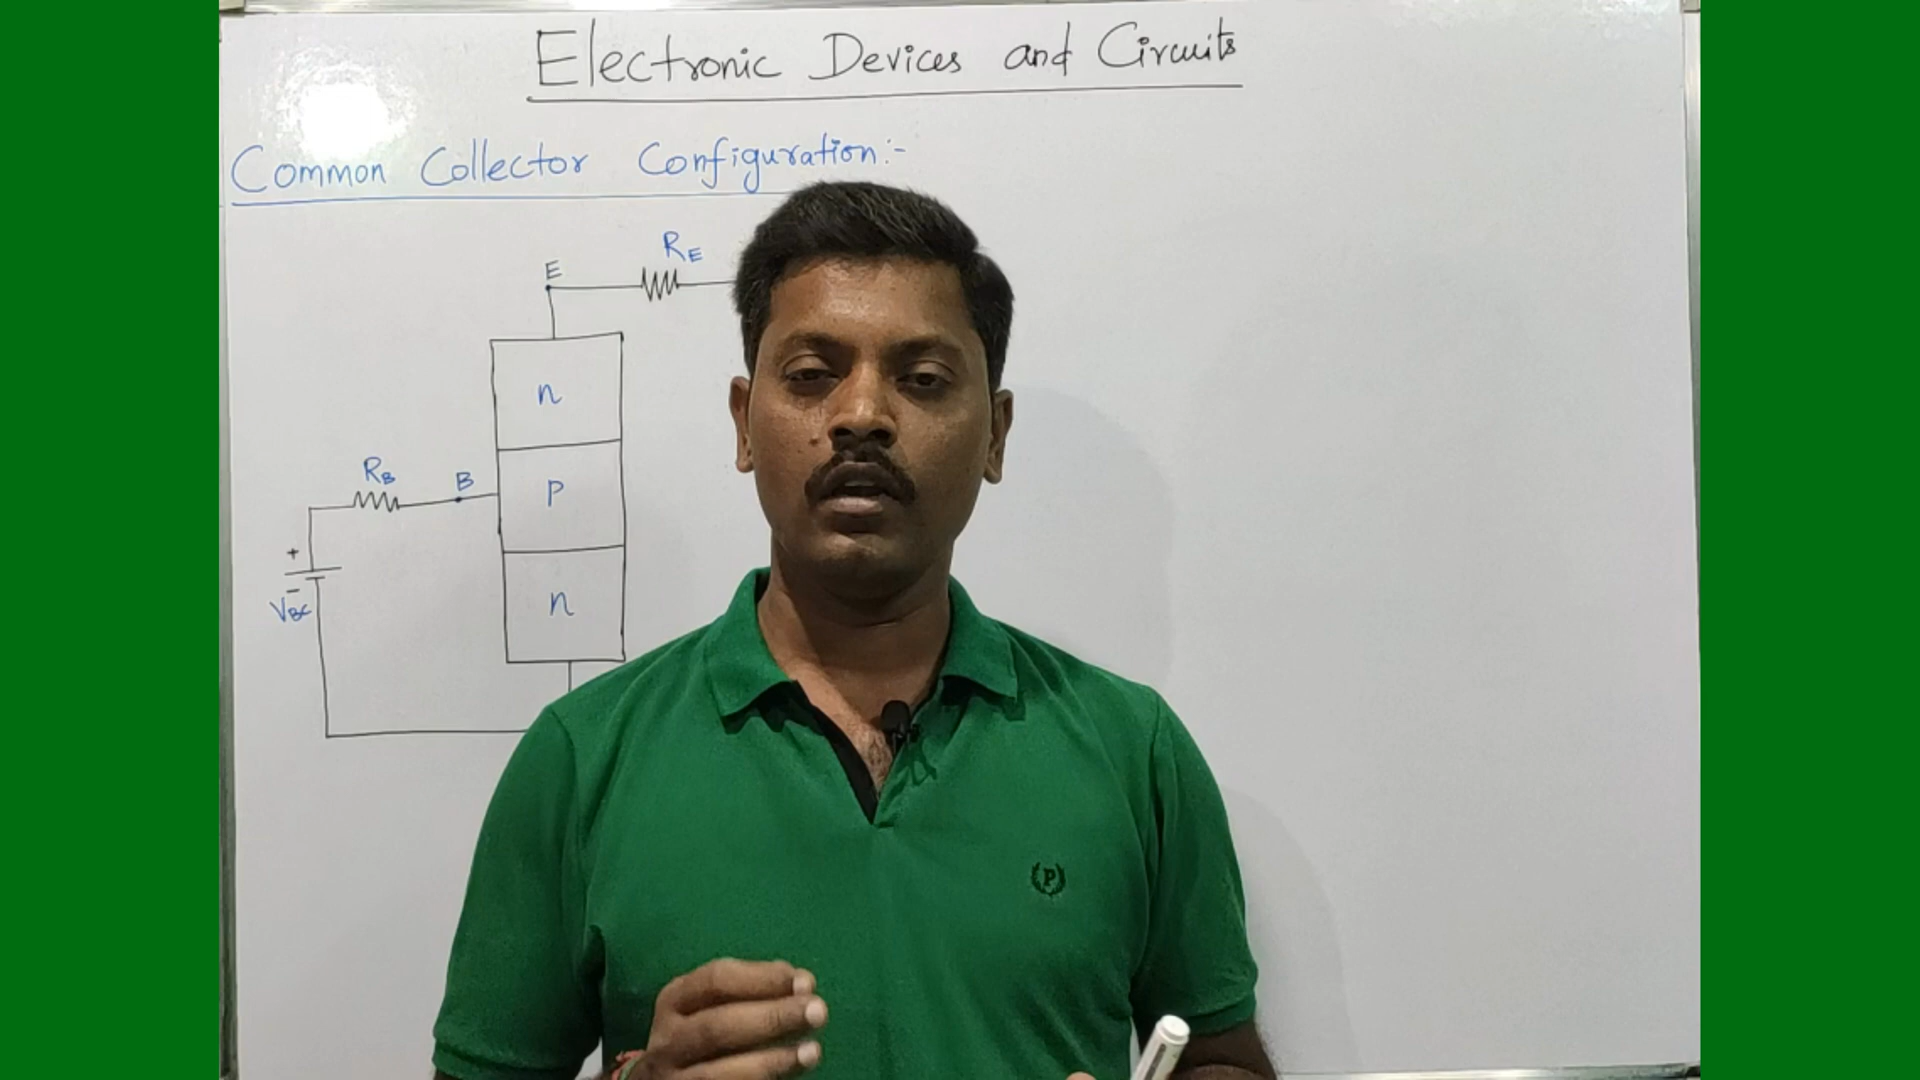 Electronic Devices and Circuits
Common Collector Configuration:-
RE
E
n
RB
B
P
+
−
VBC
n
P